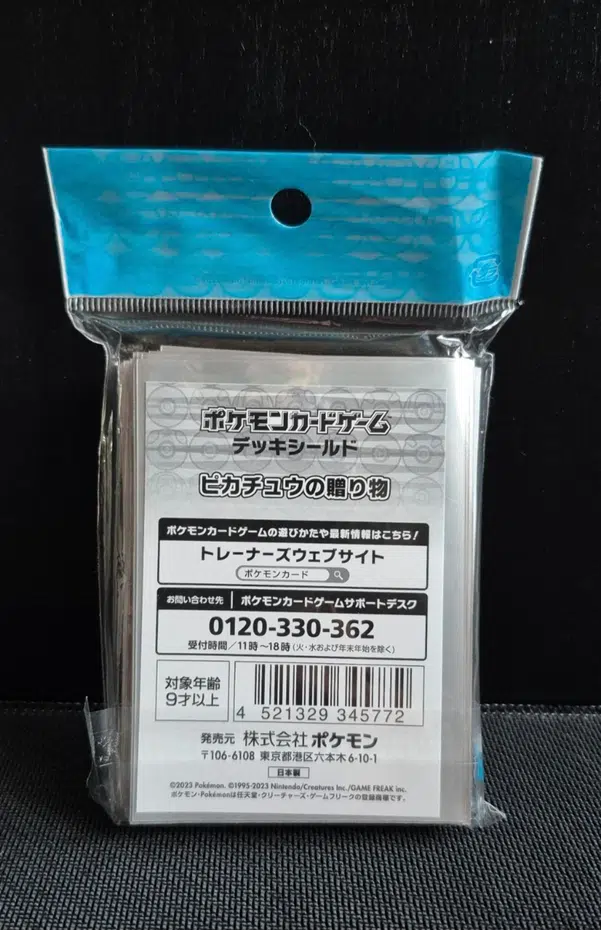 ポケモンカードゲーム
デッキシールド
ピカチュウの贈り物
ポケモンカードゲームの遊びかたや最新情報はこちら!
トレーナーズウェブサイト
ポケモンカード
お問い合わせ先 ポケモンカードゲームサポートデスク
0120-330-362
受付時間/11時~18時(火・水および年末年始を除く)
対象年齢
9才以上
4 521329 345772
発売元 株式会社ポケモン
〒106-6108 東京都港区六本木6-10-1
日本製
©2023 Pokémon. ©1995-2023 Nintendo/Creatures Inc./GAME FREAK inc.
ポケモン・Pokémonは任天堂・クリーチャーズ・ゲームフリークの登録商標です。